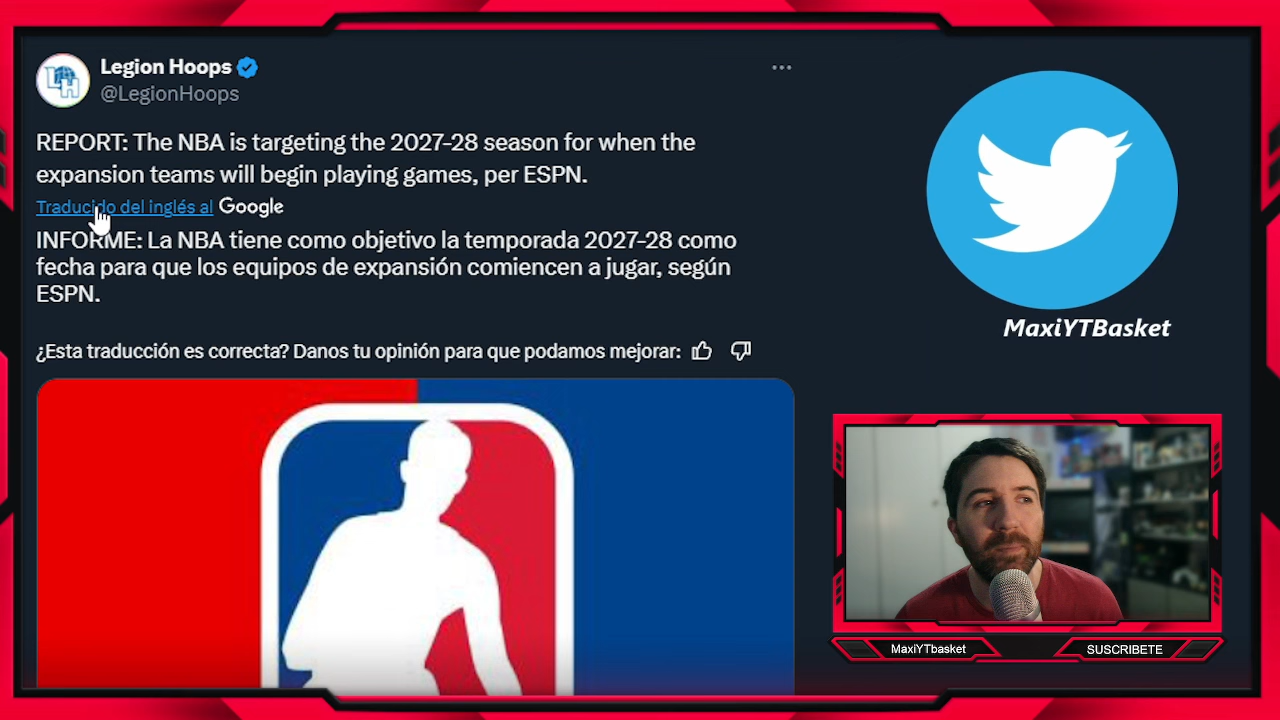 Legion Hoops
@LegionHoops
REPORT: The NBA is targeting the 2027-28 season for when the
expansion teams will begin playing games, per ESPN.
Traducido del inglés al Google
INFORME: La NBA tiene como objetivo la temporada 2027-28 como
fecha para que los equipos de expansión comiencen a jugar, según
ESPN.
¿Esta traducción es correcta? Danos tu opinión para que podamos mejorar:
MaxiYTBasket
MaxiYTbasket
SUSCRIBETE